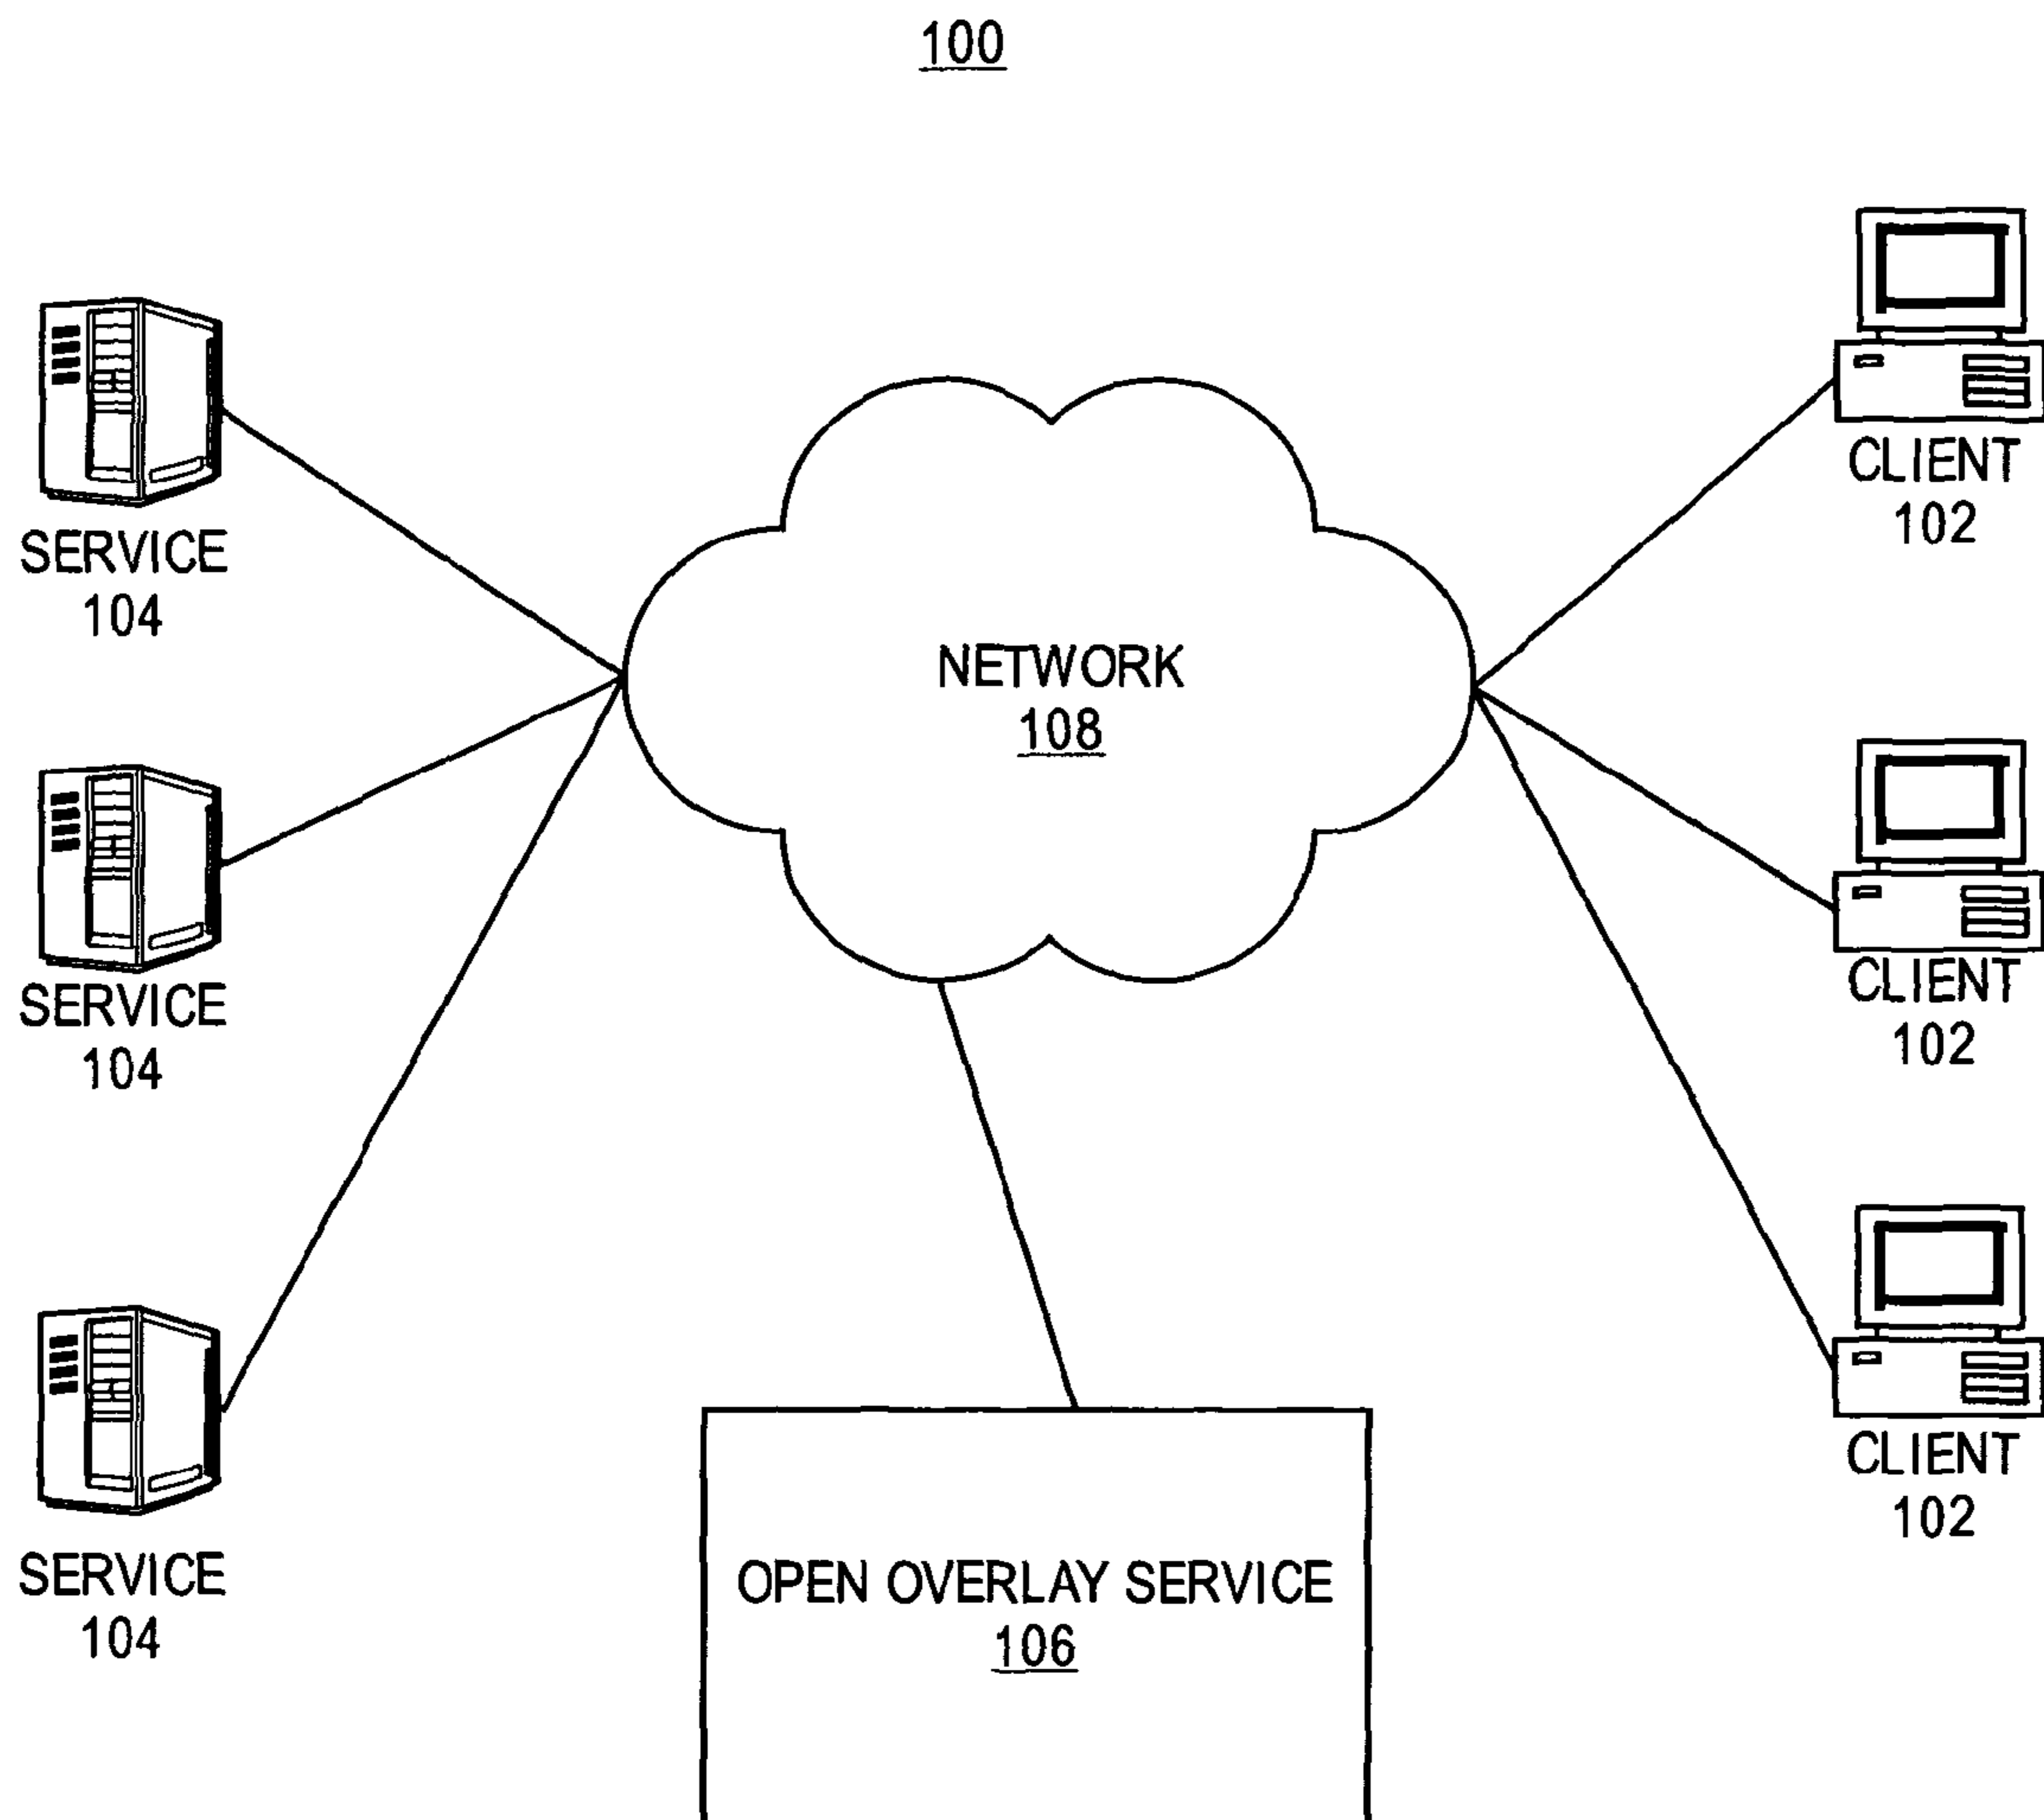 100
SERVICE
104
SERVICE
104
SERVICE
104
NETWORK
108
OPEN OVERLAY SERVICE
106
CLIENT
102
CLIENT
102
CLIENT
102